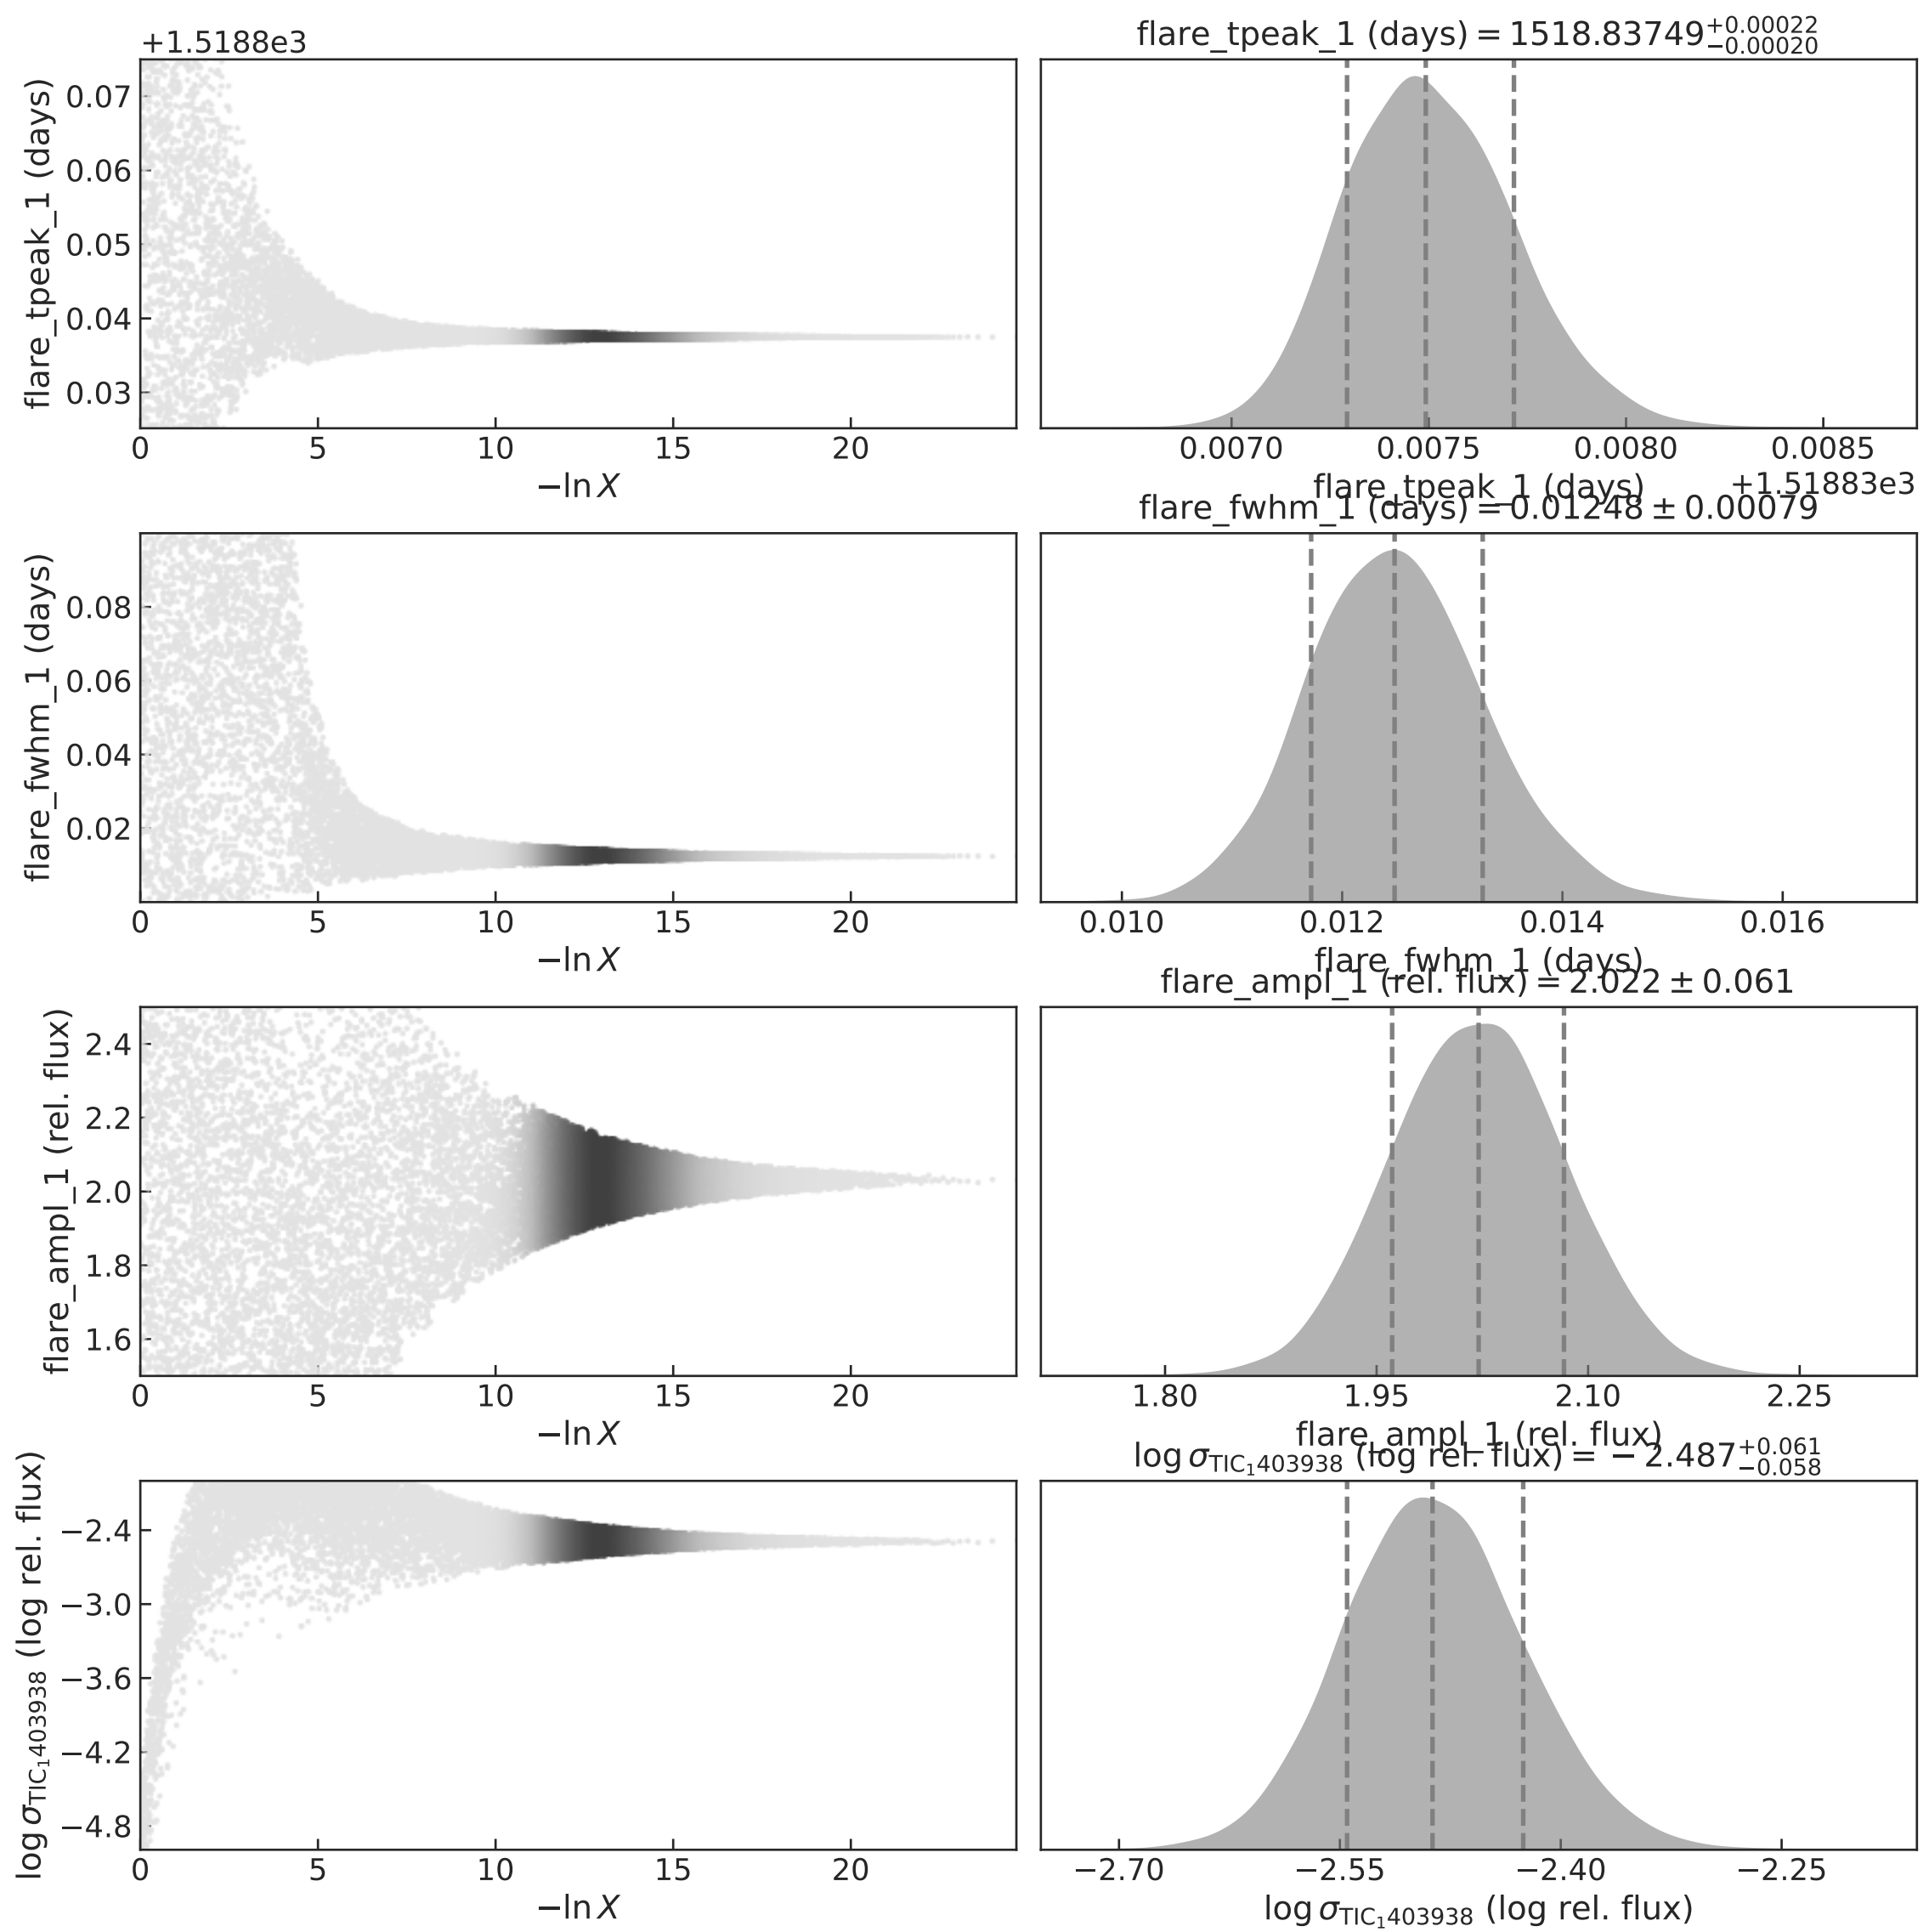 +1.5188e3
flare_tpeak_1 (days) = 1518.83749 +0.00022 −0.00020
flare_tpeak_1 (days)
0.07
0.06
0.05
0.04
0.03
0 5 10 15 20
−ln X
0.0070 0.0075 0.0080 0.0085
flare_tpeak_1 (days)
+1.51883e3
flare_fwhm_1 (days) = 0.01248 ± 0.00079
flare_fwhm_1 (days)
0.08
0.06
0.04
0.02
0 5 10 15 20
−ln X
0.010 0.012 0.014 0.016
flare_fwhm_1 (days)
flare_ampl_1 (rel. flux) = 2.022 ± 0.061
flare_ampl_1 (rel. flux)
2.4
2.2
2.0
1.8
1.6
0 5 10 15 20
−ln X
1.80 1.95 2.10 2.25
flare_ampl_1 (rel. flux)
log σTIC₁403938 (log rel. flux) = −2.487 +0.061 −0.058
log σTIC₁403938 (log rel. flux)
−2.4
−3.0
−3.6
−4.2
−4.8
0 5 10 15 20
−ln X
−2.70 −2.55 −2.40 −2.25
log σTIC₁403938 (log rel. flux)